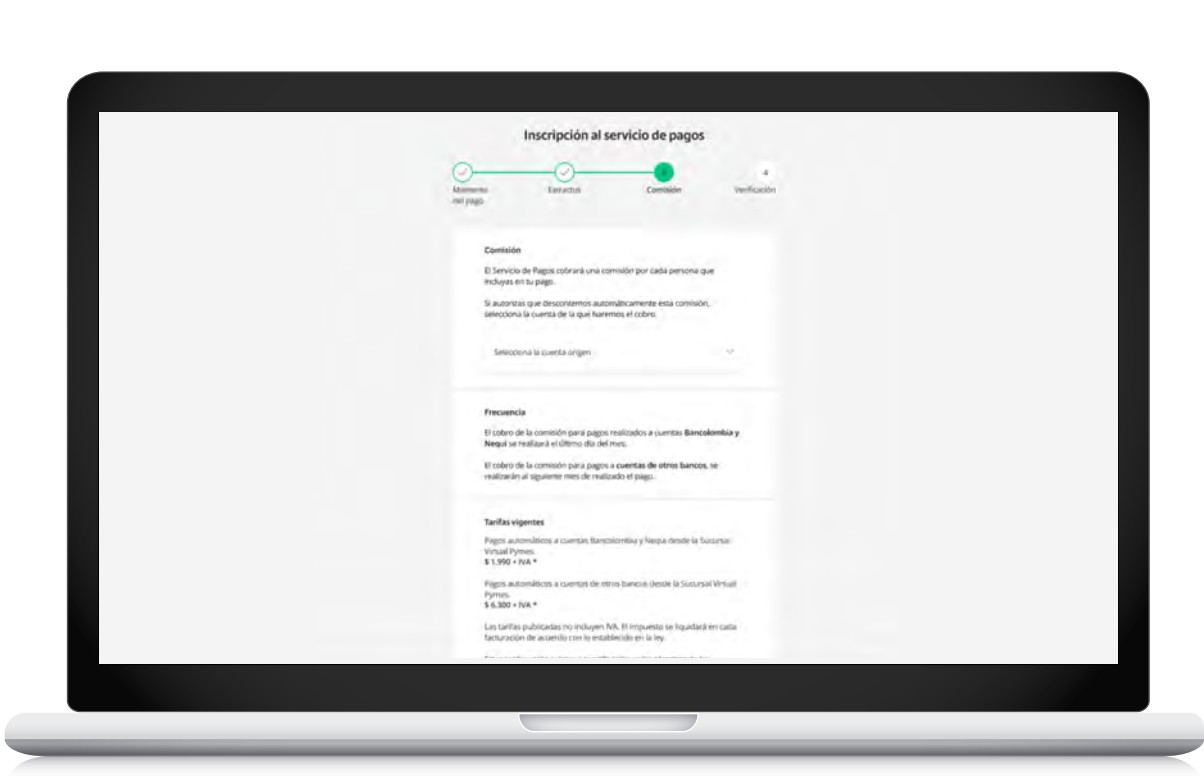 Inscripción al servicio de pagos
4
Momento
del pago
Extractos
Comisión
Verificación
Comisión
El Servicio de Pagos cobrará una comisión por cada persona que
incluyas en tu pago.
Si autorizas que descontemos automáticamente esta comisión,
selecciona la cuenta de la que haremos el cobro.
Selecciona la cuenta origen
Frecuencia
El cobro de la comisión para pagos realizados a cuentas Bancolombia y
Nequi se realizará el último día del mes.
El cobro de la comisión para pagos a cuentas de otros bancos, se
realizarán al siguiente mes de realizado el pago.
Tarifas vigentes
Pagos automáticos a cuentas Bancolombia y Nequi desde la Sucursal
Virtual Pymes.
$ 1.990 + IVA *
Pagos automáticos a cuentas de otros bancos desde la Sucursal Virtual
Pymes.
$ 6.300 + IVA *
Las tarifas publicadas no incluyen IVA. El impuesto se liquidará en cada
facturación de acuerdo con lo establecido en la ley.